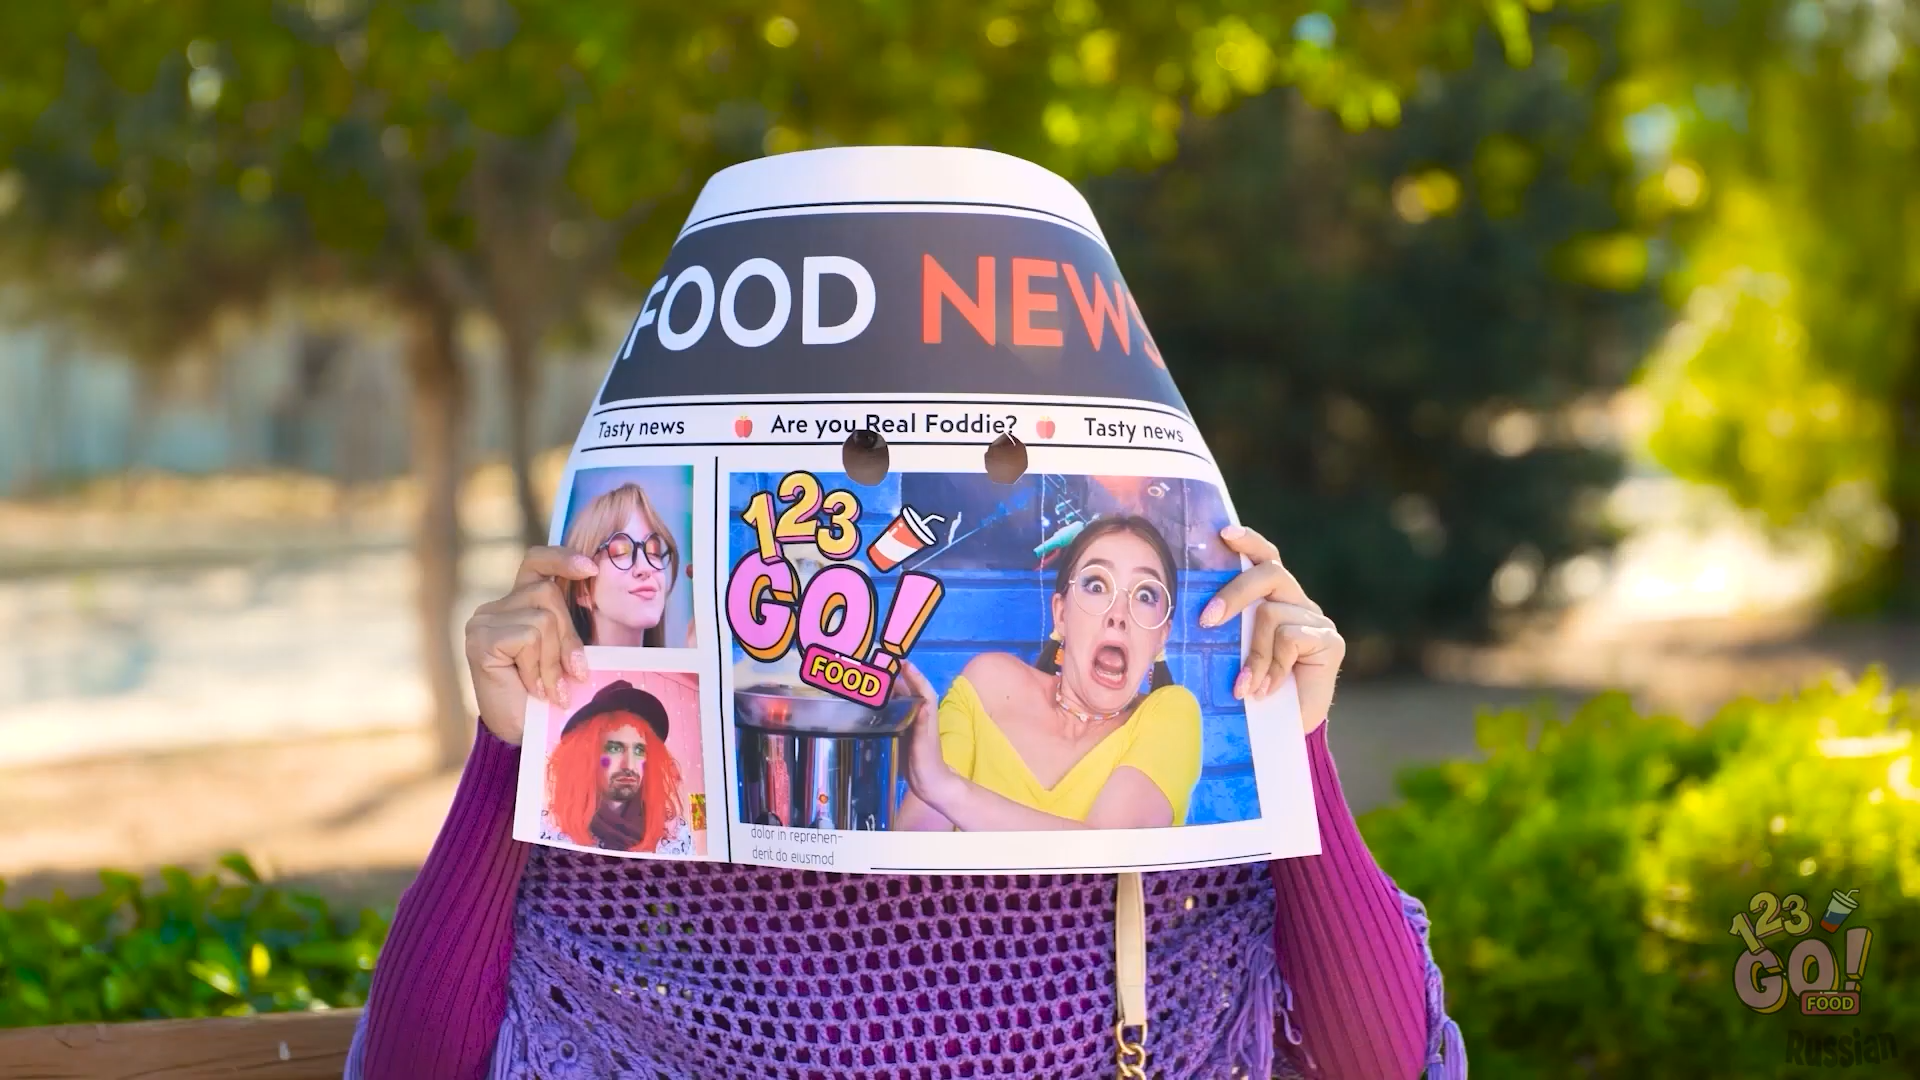 FOOD NEWS
Tasty news
Are you Real Foddie?
Tasty news
123
GO!
FOOD
dolor in reprehen-
dent do eiusmod
123
GO!
FOOD
Russian